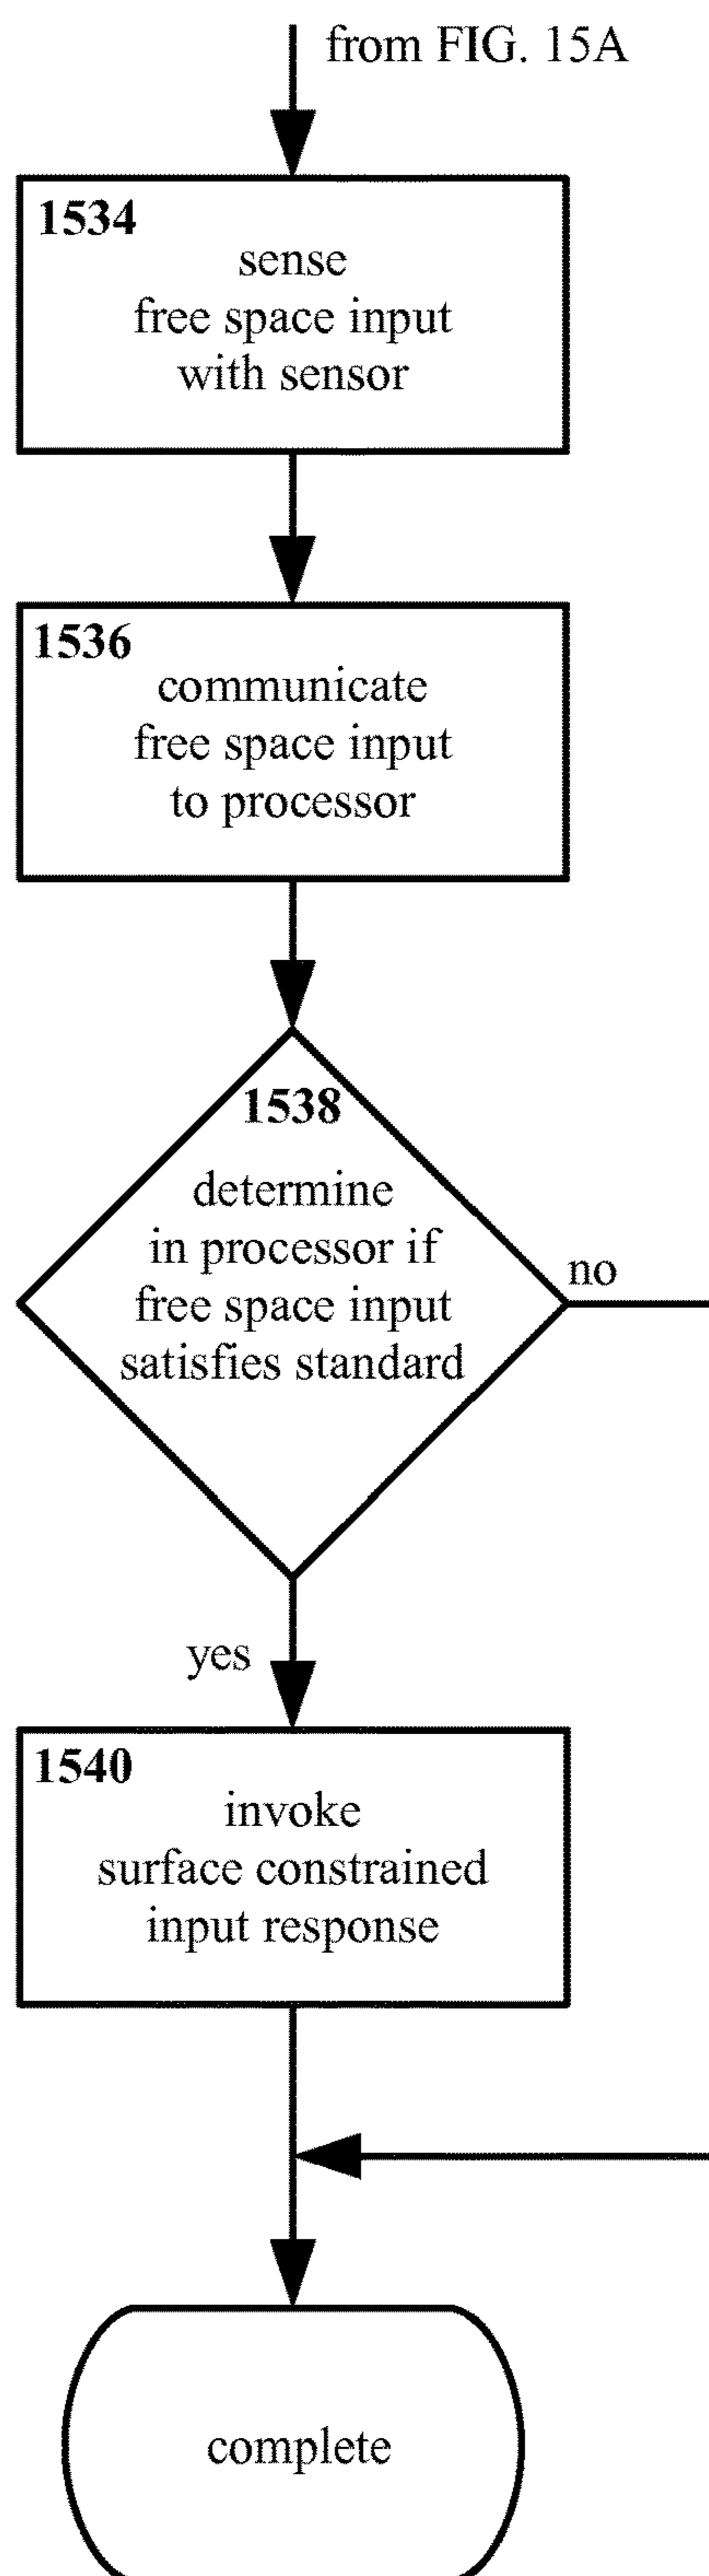 from FIG. 15A
1534
sense
free space input
with sensor
1536
communicate
free space input
to processor
1538
determine
in processor if
free space input
satisfies standard
no
yes
1540
invoke
surface constrained
input response
complete